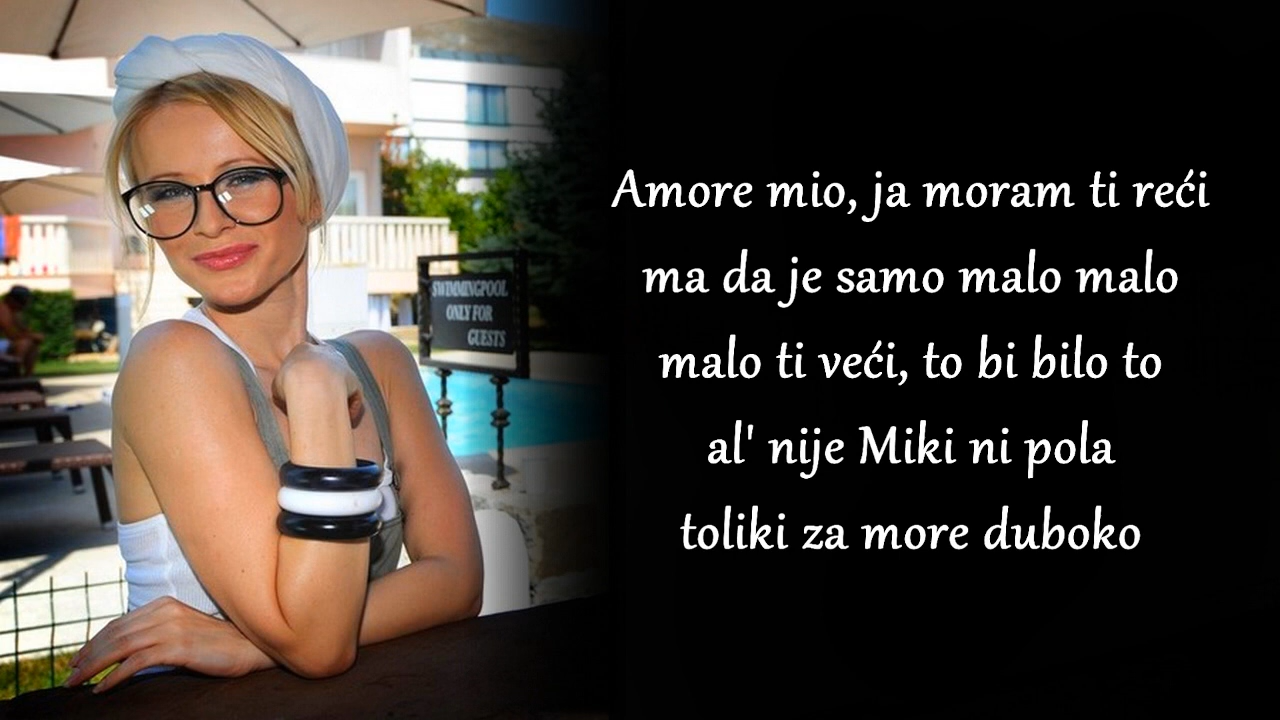 SWIMMINGPOOL
ONLY FOR
GUESTS
Amore mio, ja moram ti reći
ma da je samo malo malo
malo ti veći, to bi bilo to
al' nije Miki ni pola
toliki za more duboko